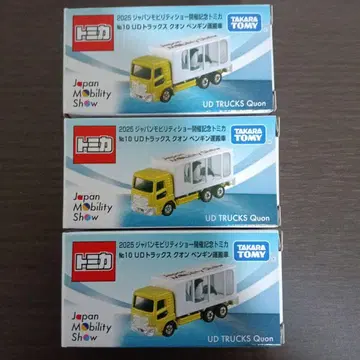 トミカ
2025 ジャパンモビリティショー開催記念トミカ
№10 UDトラックス クオン ペンギン運搬車
TAKARA
TOMY
Japan
Mobility
Show
UD TRUCKS Quon
トミカ
2025 ジャパンモビリティショー開催記念トミカ
№10 UDトラックス クオン ペンギン運搬車
TAKARA
TOMY
Japan
Mobility
Show
UD TRUCKS Quon
トミカ
2025 ジャパンモビリティショー開催記念トミカ
№10 UDトラックス クオン ペンギン運搬車
TAKARA
TOMY
Japan
Mobility
Show
UD TRUCKS Quon